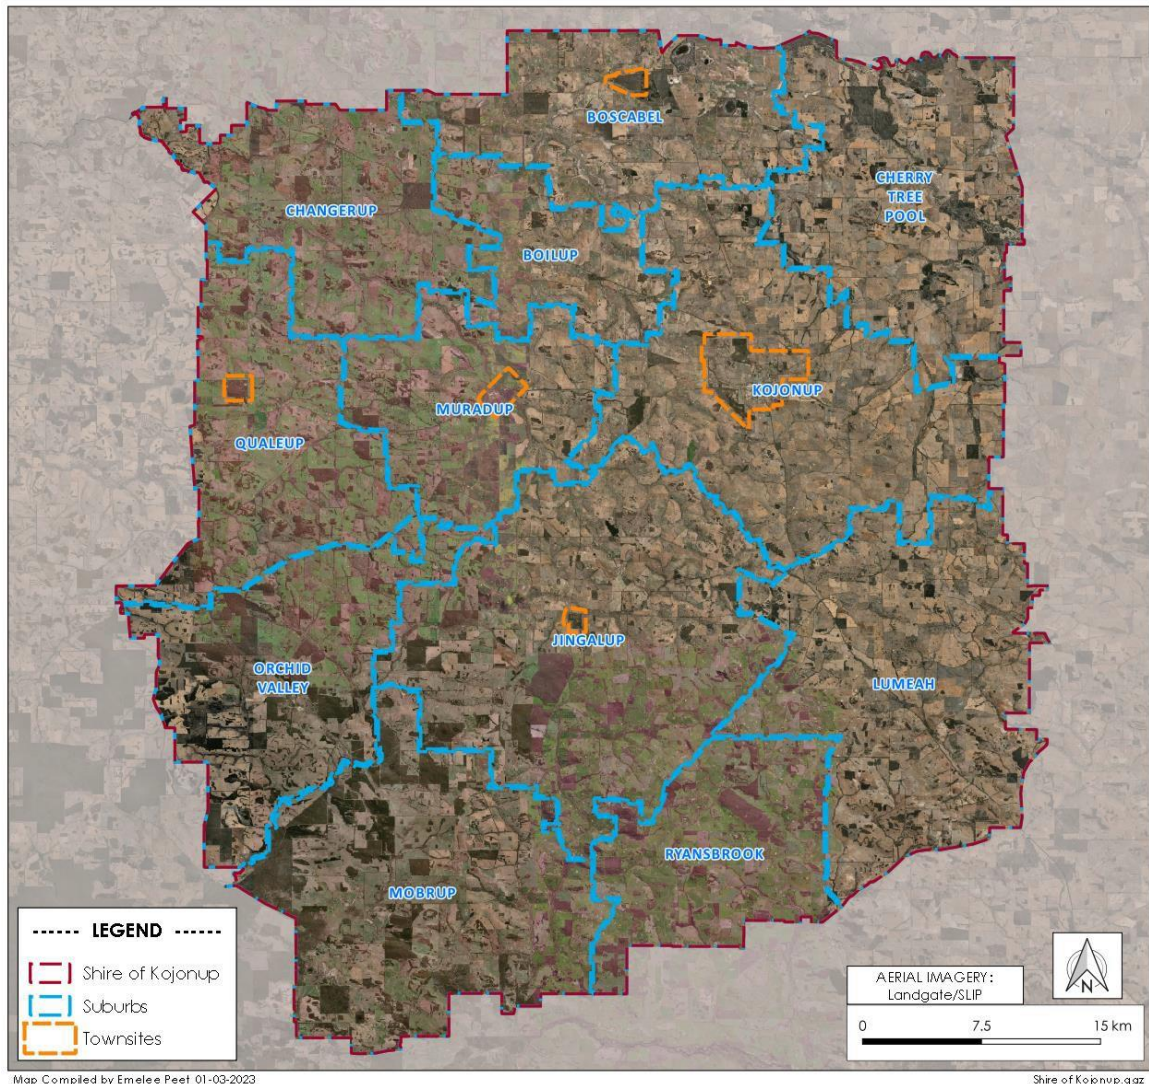 BOSCABEL
CHERRY
TREE
POOL
CHANGERUP
BOILUP
MURADUP
KOJONUP
QUALEUP
JINGALUP
ORCHID
VALLEY
LUMEAH
RYANSBROOK
MOBRUP
LEGEND
Shire of Kojonup
Suburbs
Townsites
AERIAL IMAGERY:
Landgate/SLIP
N
0 7.5 15 km
Map Compiled by Emelee Peet 01-03-2023
Shire of Kojonup.qgz